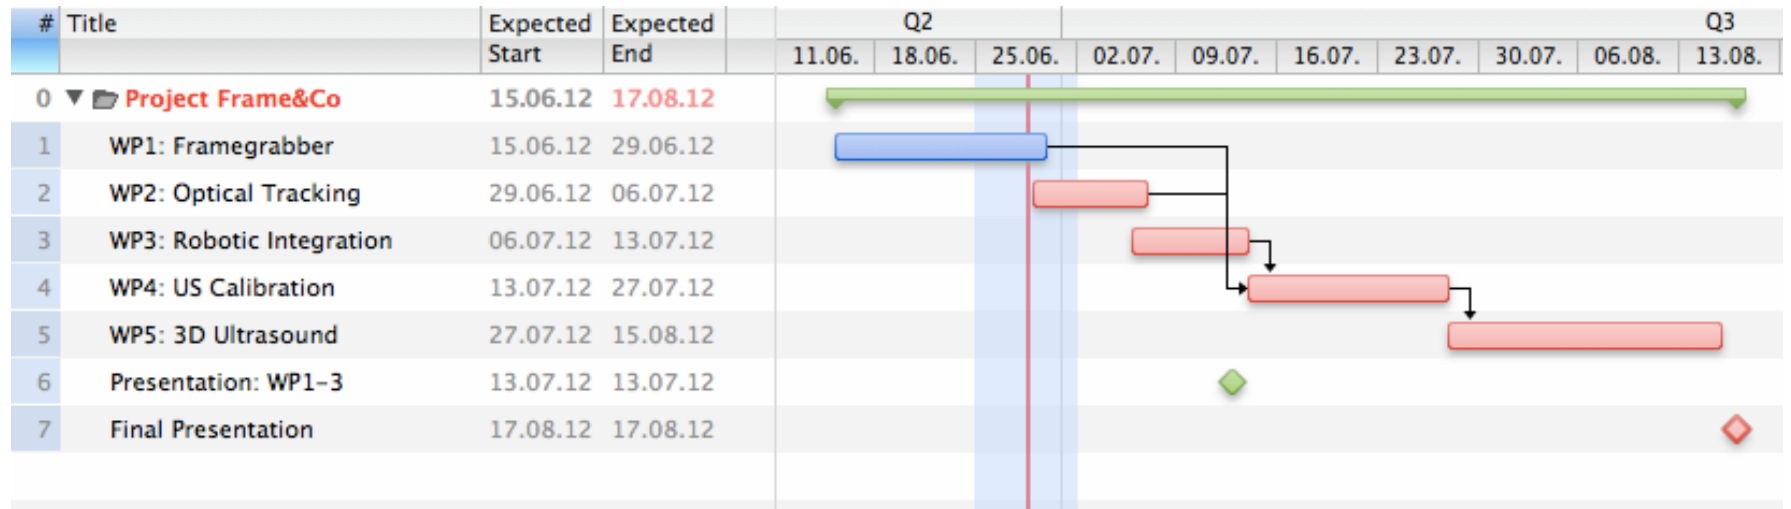 # Title Expected Start Expected End Q2 Q3
11.06. 18.06. 25.06. 02.07. 09.07. 16.07. 23.07. 30.07. 06.08. 13.08.
0 Project Frame&Co 15.06.12 17.08.12
1 WP1: Framegrabber 15.06.12 29.06.12
2 WP2: Optical Tracking 29.06.12 06.07.12
3 WP3: Robotic Integration 06.07.12 13.07.12
4 WP4: US Calibration 13.07.12 27.07.12
5 WP5: 3D Ultrasound 27.07.12 15.08.12
6 Presentation: WP1–3 13.07.12 13.07.12
7 Final Presentation 17.08.12 17.08.12